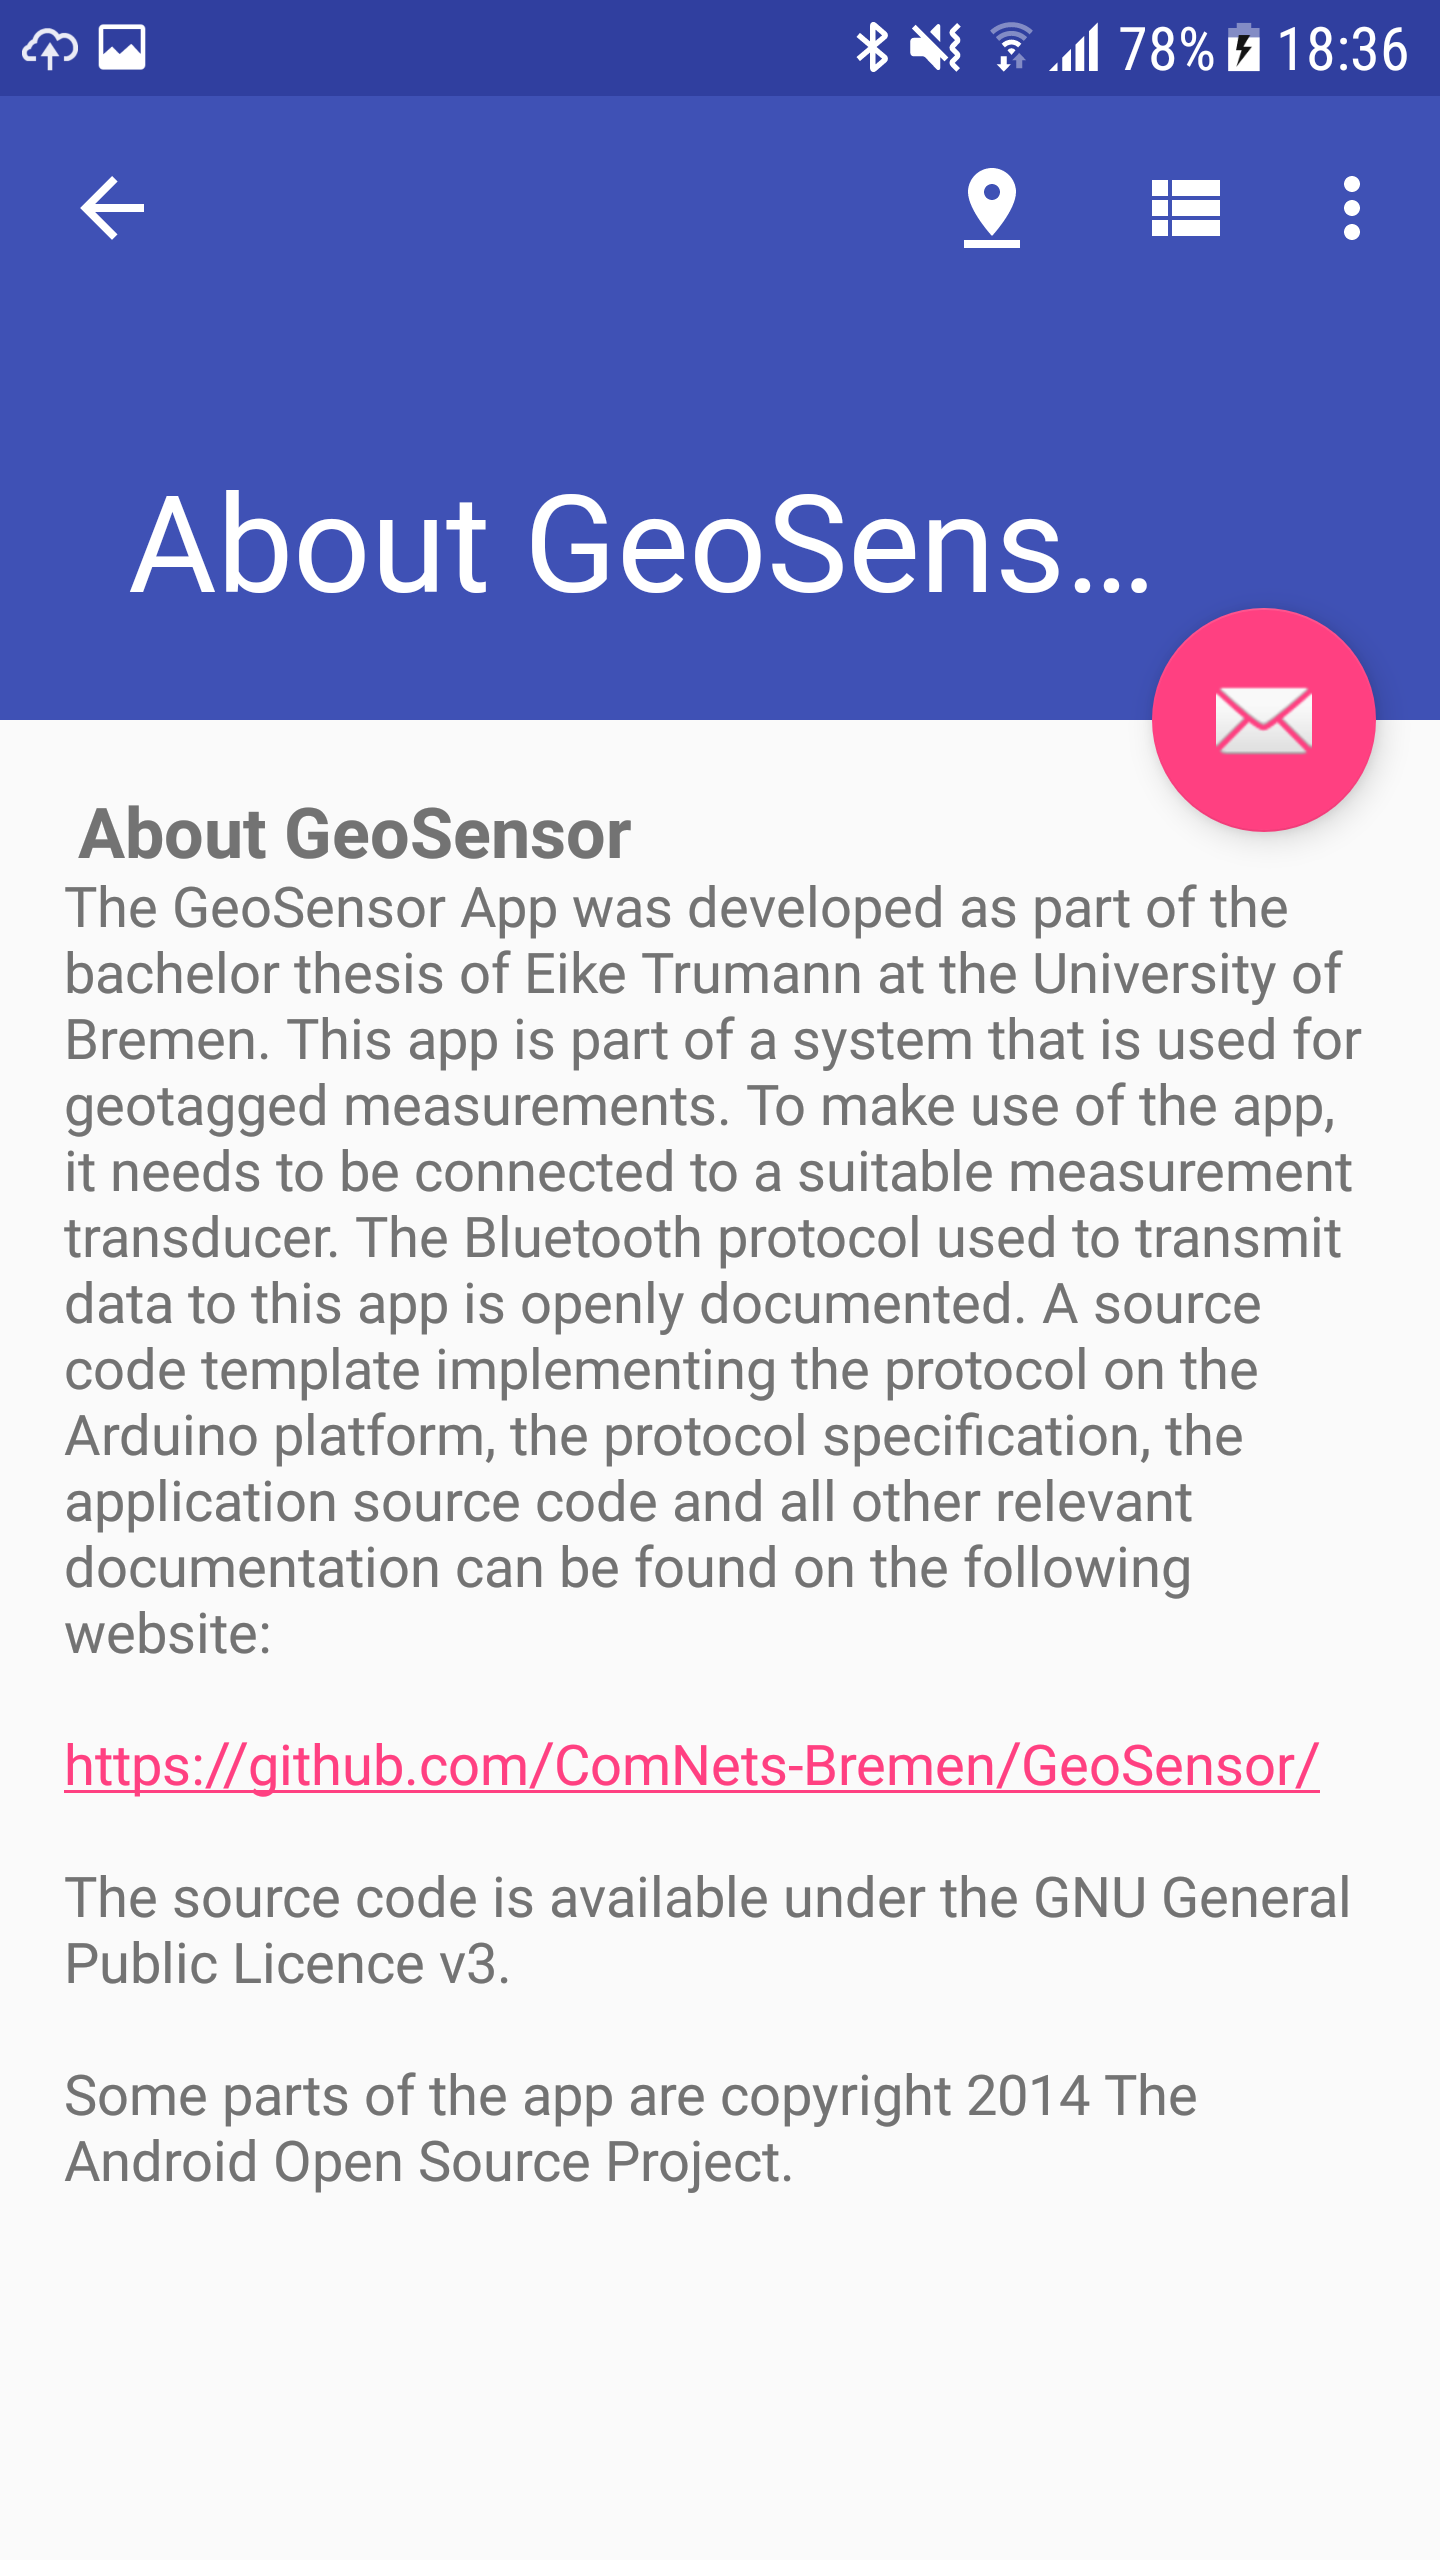 78% 18:36
About GeoSens...
About GeoSensor
The GeoSensor App was developed as part of the
bachelor thesis of Eike Trumann at the University of
Bremen. This app is part of a system that is used for
geotagged measurements. To make use of the app,
it needs to be connected to a suitable measurement
transducer. The Bluetooth protocol used to transmit
data to this app is openly documented. A source
code template implementing the protocol on the
Arduino platform, the protocol specification, the
application source code and all other relevant
documentation can be found on the following
website:
https://github.com/ComNets-Bremen/GeoSensor/
The source code is available under the GNU General
Public Licence v3.
Some parts of the app are copyright 2014 The
Android Open Source Project.